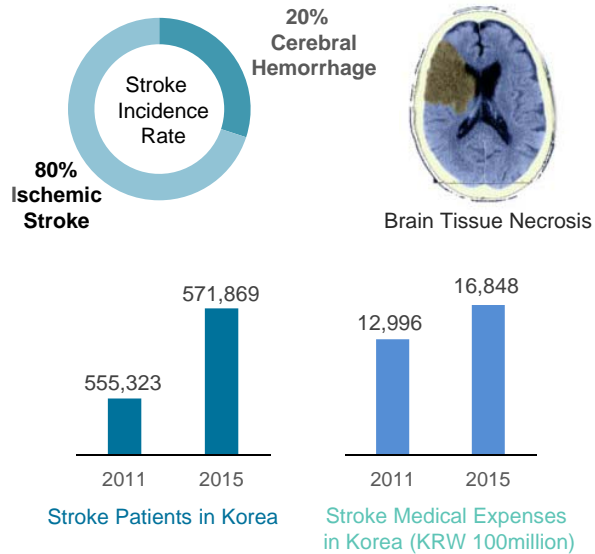 20%
Cerebral
Hemorrhage
Stroke
Incidence
Rate
80%
Ischemic
Stroke
Brain Tissue Necrosis
571,869
555,323
2011
2015
Stroke Patients in Korea
16,848
12,996
2011
2015
Stroke Medical Expenses
in Korea (KRW 100million)